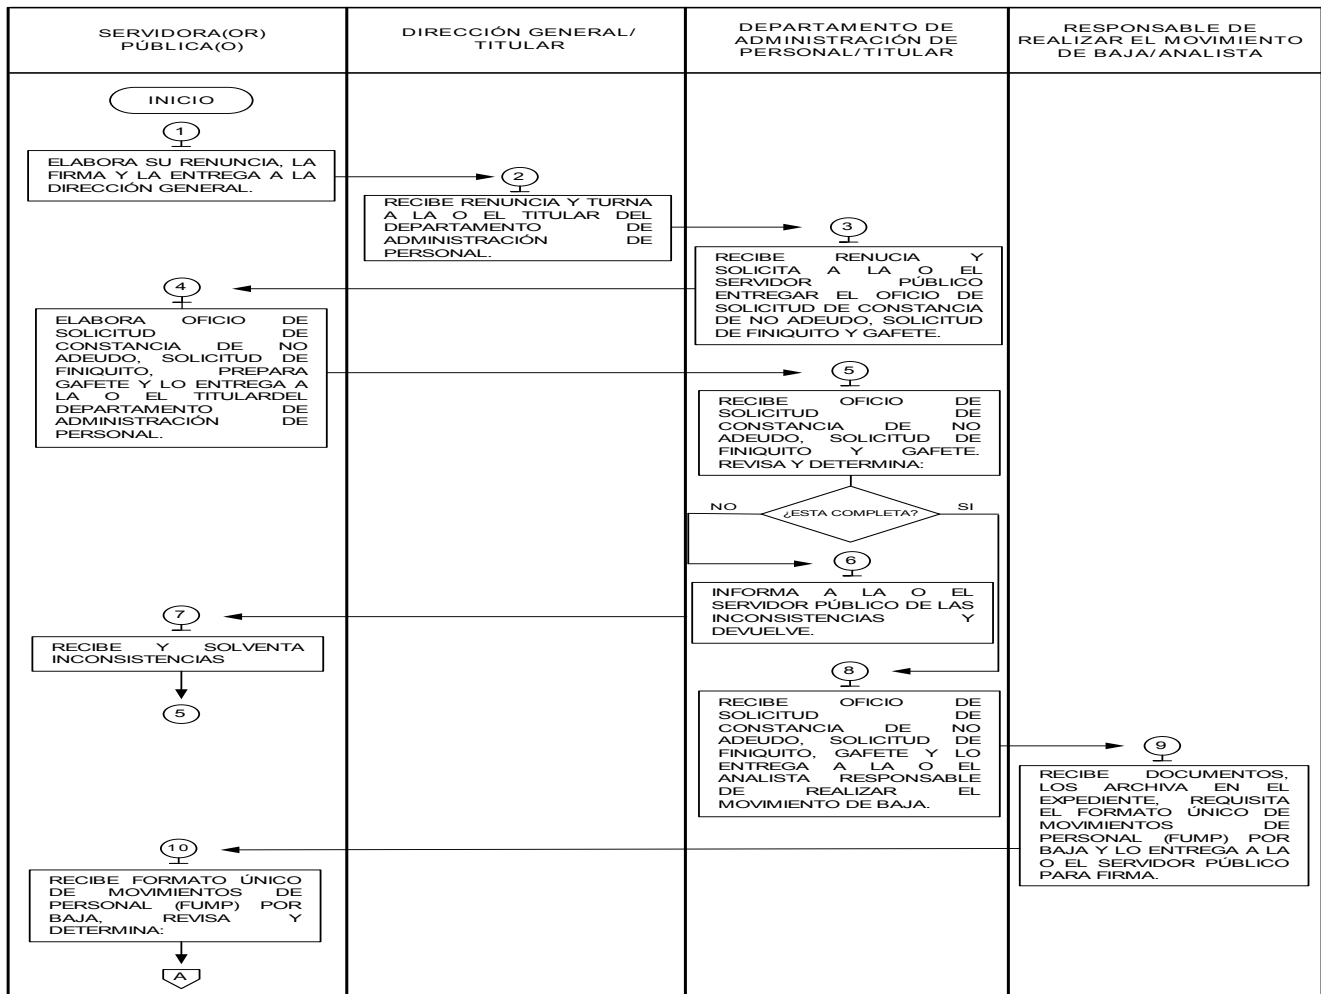 SERVIDORA(OR)
PÚBLICA(O)
DIRECCIÓN GENERAL/
TITULAR
DEPARTAMENTO DE
ADMINISTRACIÓN DE
PERSONAL/TITULAR
RESPONSABLE DE
REALIZAR EL MOVIMIENTO
DE BAJA/ANALISTA
INICIO
1
ELABORA SU RENUNCIA, LA
FIRMA Y LA ENTREGA A LA
DIRECCIÓN GENERAL.
2
RECIBE RENUNCIA Y TURNA
A LA O EL TITULAR DEL
DEPARTAMENTO DE
ADMINISTRACIÓN DE
PERSONAL.
3
RECIBE RENUCIA Y
SOLICITA A LA O EL
SERVIDOR PÚBLICO
ENTREGAR EL OFICIO DE
SOLICITUD DE CONSTANCIA
DE NO ADEUDO, SOLICITUD
DE FINIQUITO Y GAFETE.
4
ELABORA OFICIO DE
SOLICITUD DE
CONSTANCIA DE NO
ADEUDO, SOLICITUD DE
FINIQUITO, PREPARA
GAFETE Y LO ENTREGA A
LA O EL TITULARDEL
DEPARTAMENTO DE
ADMINISTRACIÓN DE
PERSONAL.
5
RECIBE OFICIO DE
SOLICITUD DE
CONSTANCIA DE NO
ADEUDO, SOLICITUD DE
FINIQUITO Y GAFETE.
REVISA Y DETERMINA:
NO
¿ESTA COMPLETA?
SI
6
INFORMA A LA O EL
SERVIDOR PÚBLICO DE LAS
INCONSISTENCIAS Y
DEVUELVE.
7
RECIBE Y SOLVENTA
INCONSISTENCIAS
5
8
RECIBE OFICIO DE
SOLICITUD DE
CONSTANCIA DE NO
ADEUDO, SOLICITUD DE
FINIQUITO, GAFETE Y LO
ENTREGA A LA O EL
ANALISTA RESPONSABLE
DE REALIZAR EL
MOVIMIENTO DE BAJA.
9
RECIBE DOCUMENTOS,
LOS ARCHIVA EN EL
EXPEDIENTE, REQUISITA
EL FORMATO ÚNICO DE
MOVIMIENTOS DE
PERSONAL (FUMP) POR
BAJA Y LO ENTREGA A LA
O EL SERVIDOR PÚBLICO
PARA FIRMA.
10
RECIBE FORMATO ÚNICO
DE MOVIMIENTOS DE
PERSONAL (FUMP) POR
BAJA, REVISA Y
DETERMINA:
A